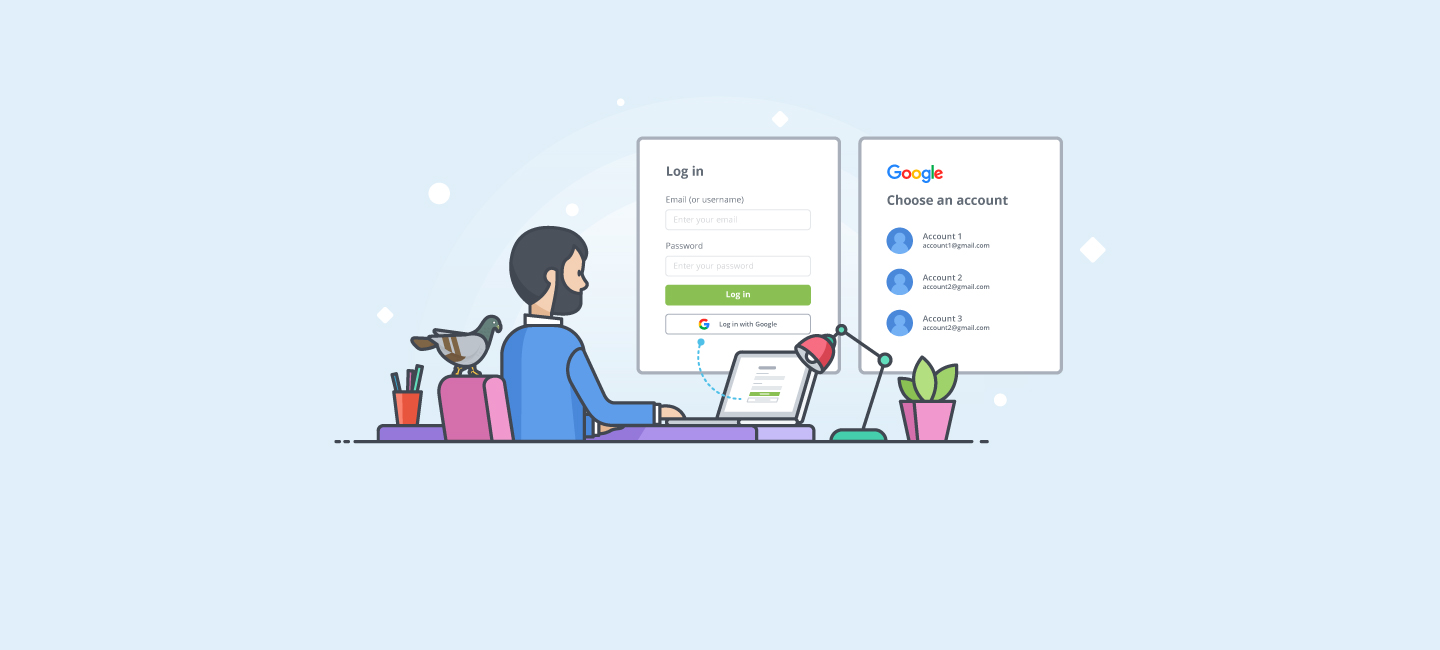 Log in
Email (or username)
Enter your email
Password
Enter your password
Log in
Log in with Google
Google
Choose an account
Account 1
account1@gmail.com
Account 2
account2@gmail.com
Account 3
account2@gmail.com